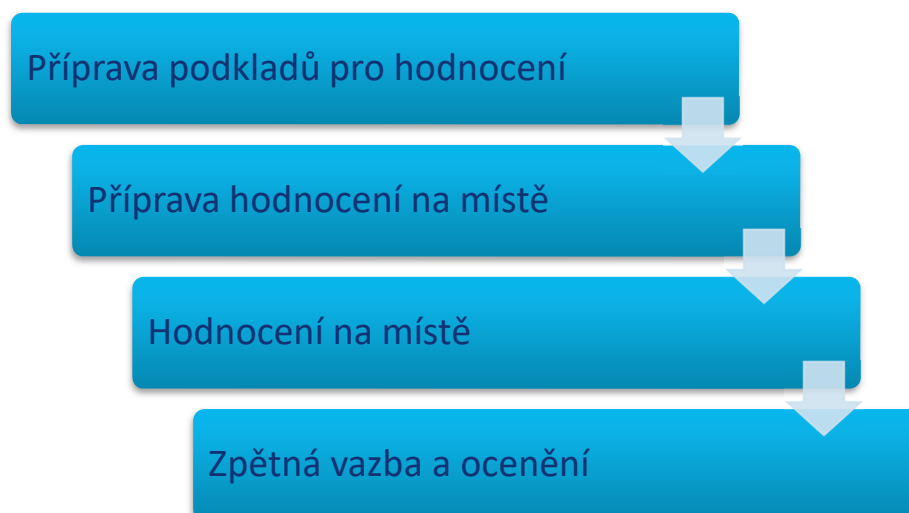 Příprava podkladů pro hodnocení
Příprava hodnocení na místě
Hodnocení na místě
Zpětná vazba a ocenění